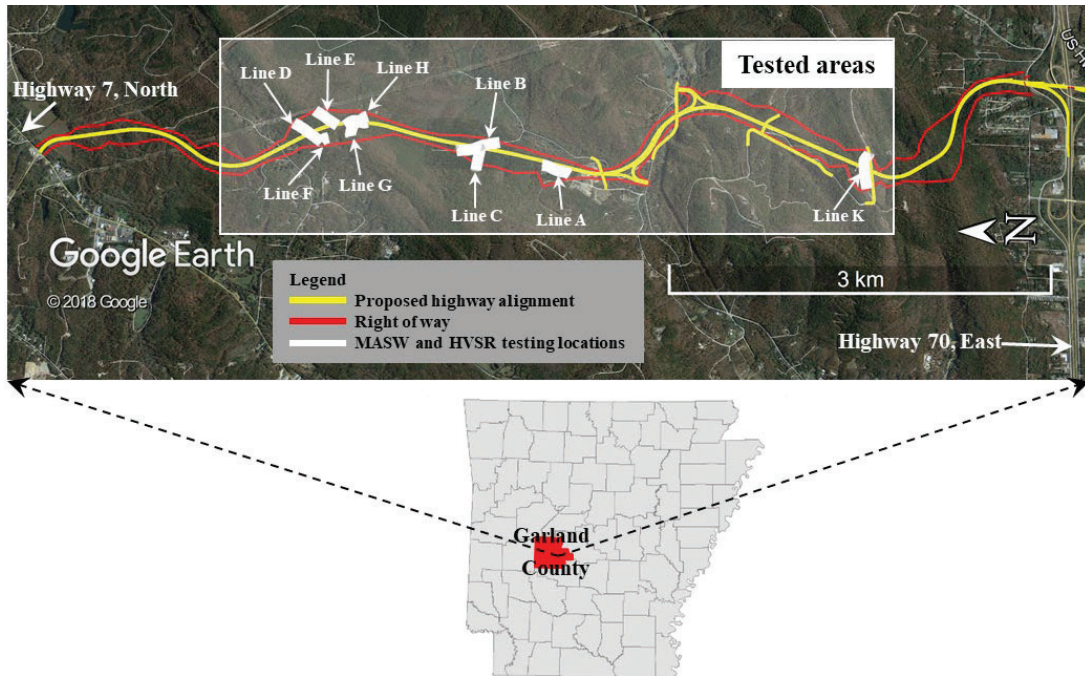 Tested areas
US H
Highway 7, North
Line D
Line E
Line H
Line B
Line F
Line G
Line C
Line A
Line K
N
Google Earth
© 2018 Google
3 km
Legend
Proposed highway alignment
Right of way
MASW and HVSR testing locations
Highway 70, East
Garland
County